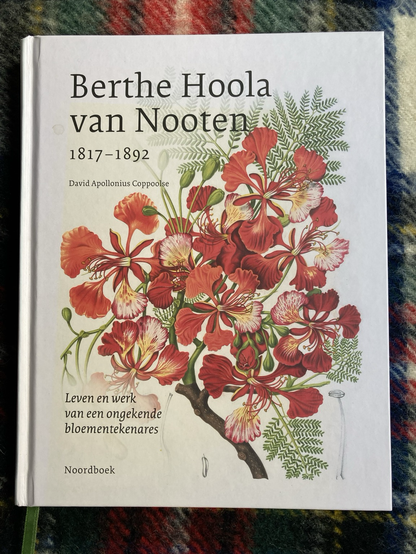 Berthe Hoola
van Nooten
1817–1892
David Apollonius Coppoolse
Leven en werk
van een ongekende
bloementekenares
Noordboek